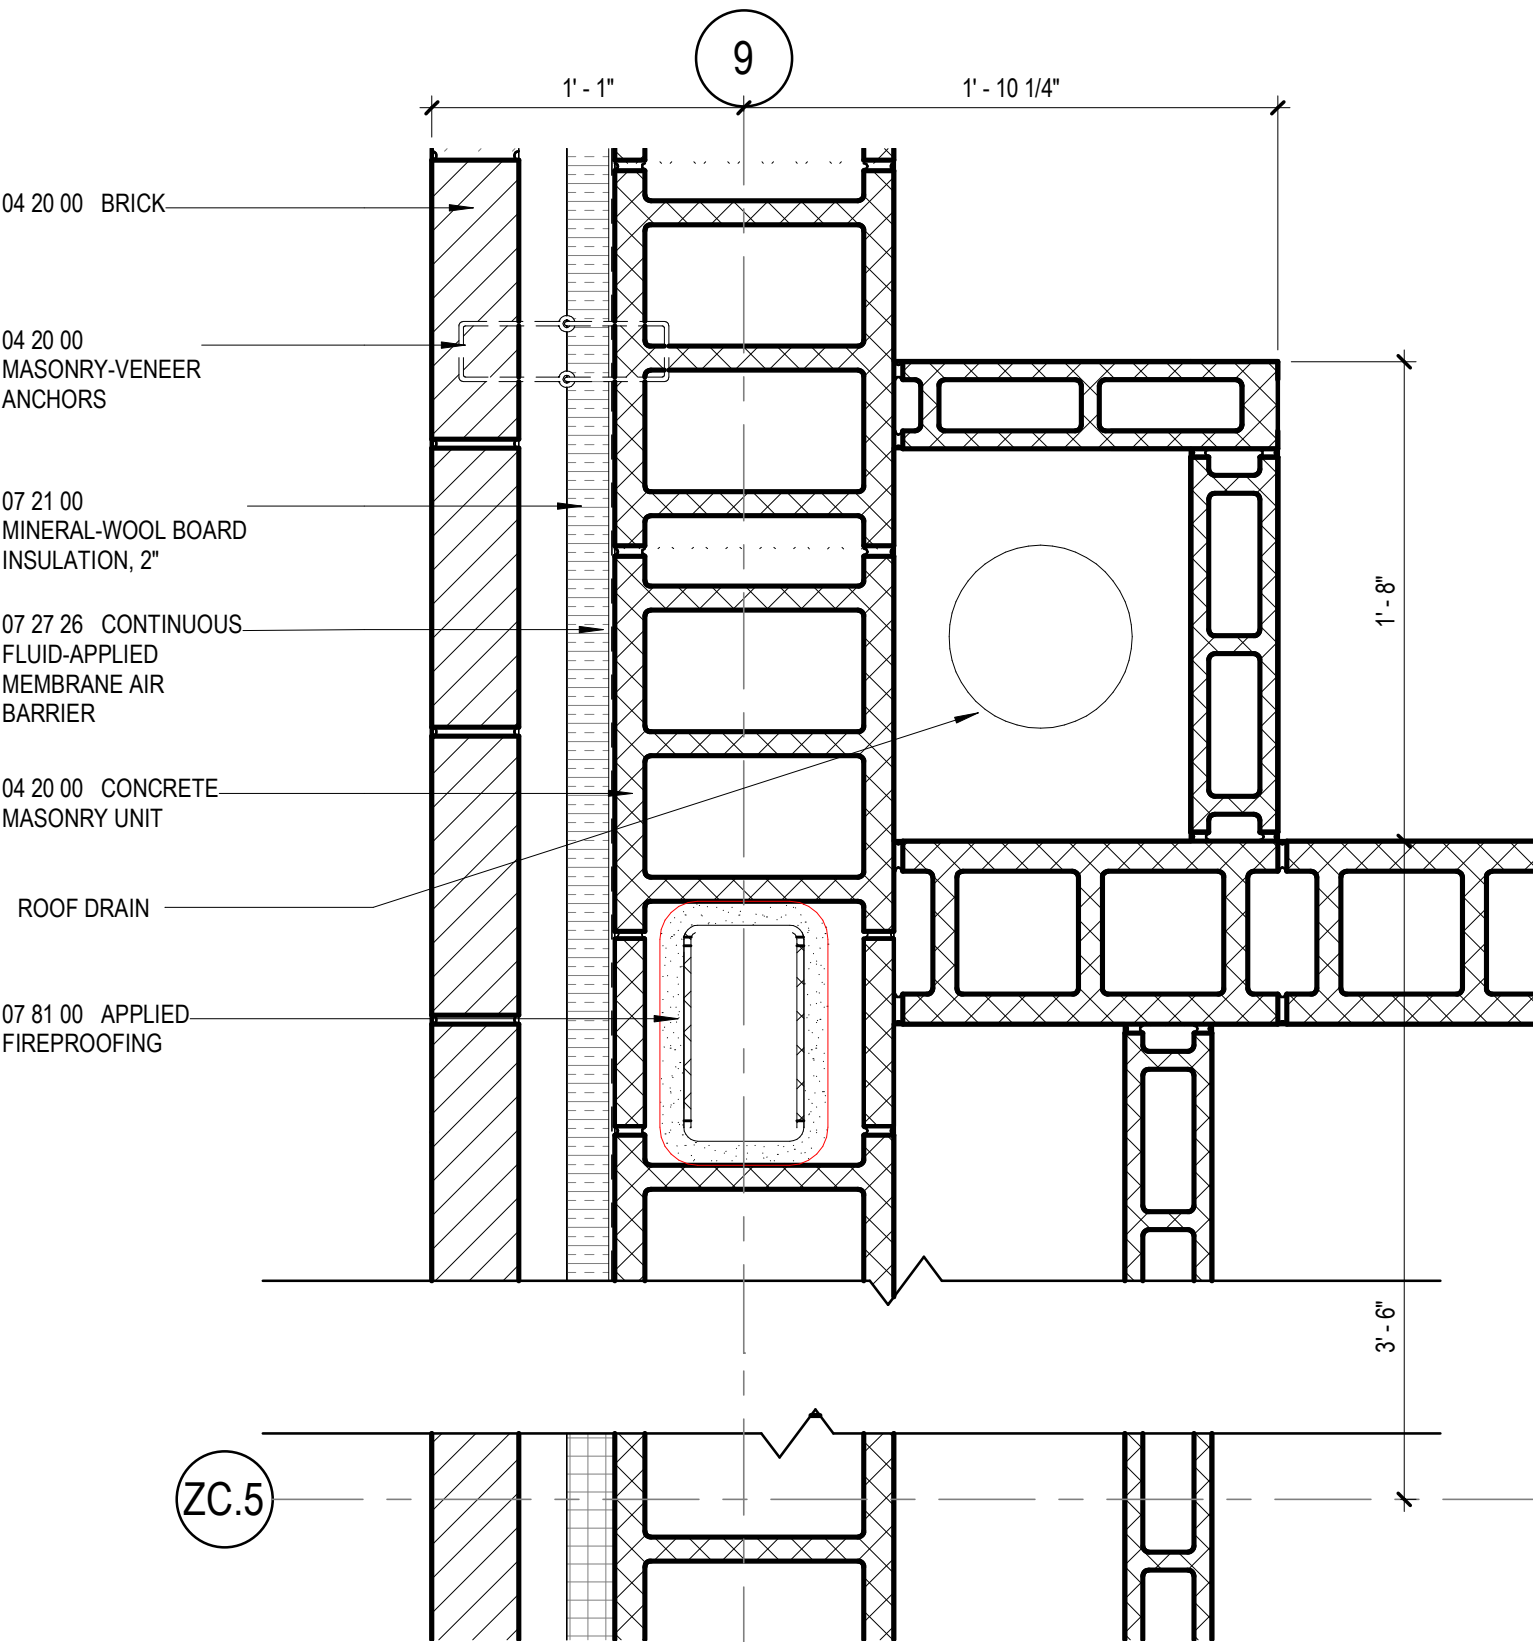 9
1' - 1"
1' - 10 1/4"
04 20 00 BRICK
04 20 00
MASONRY-VENEER
ANCHORS
07 21 00
MINERAL-WOOL BOARD
INSULATION, 2"
07 27 26 CONTINUOUS
FLUID-APPLIED
MEMBRANE AIR
BARRIER
1' - 8"
04 20 00 CONCRETE
MASONRY UNIT
ROOF DRAIN
07 81 00 APPLIED
FIREPROOFING
3' - 6"
ZC.5